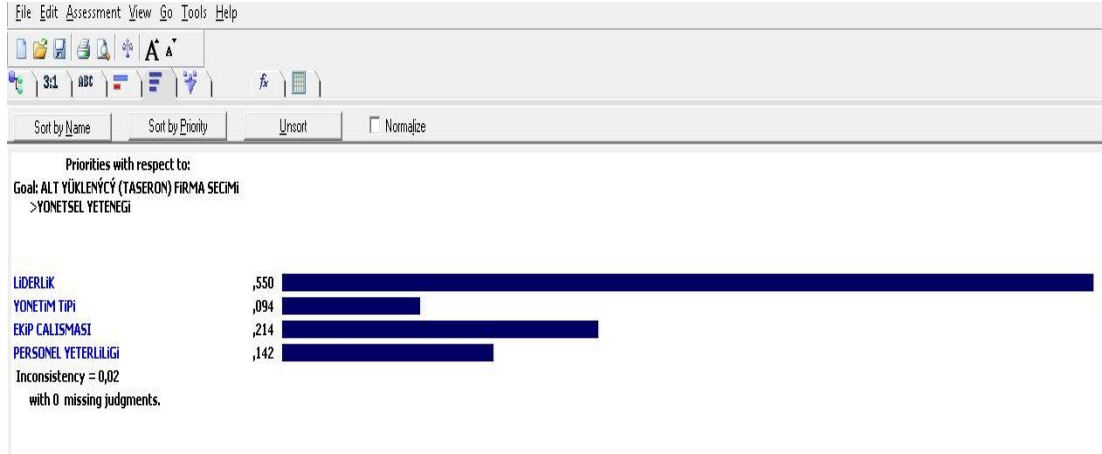 File Edit Assessment View Go Tools Help
A A
3:1 ABC fx
Sort by Name Sort by Priority Unsort Normalize
Priorities with respect to:
Goal: ALT YÜKLENÝCÝ (TASERON) FiRMA SECiMi
>YONETSEL YETENEGi
LiDERLiK ,550
YONETiM TiPi ,094
EKiP CALISMASI ,214
PERSONEL YETERLiLiGi ,142
Inconsistency = 0,02
with 0 missing judgments.